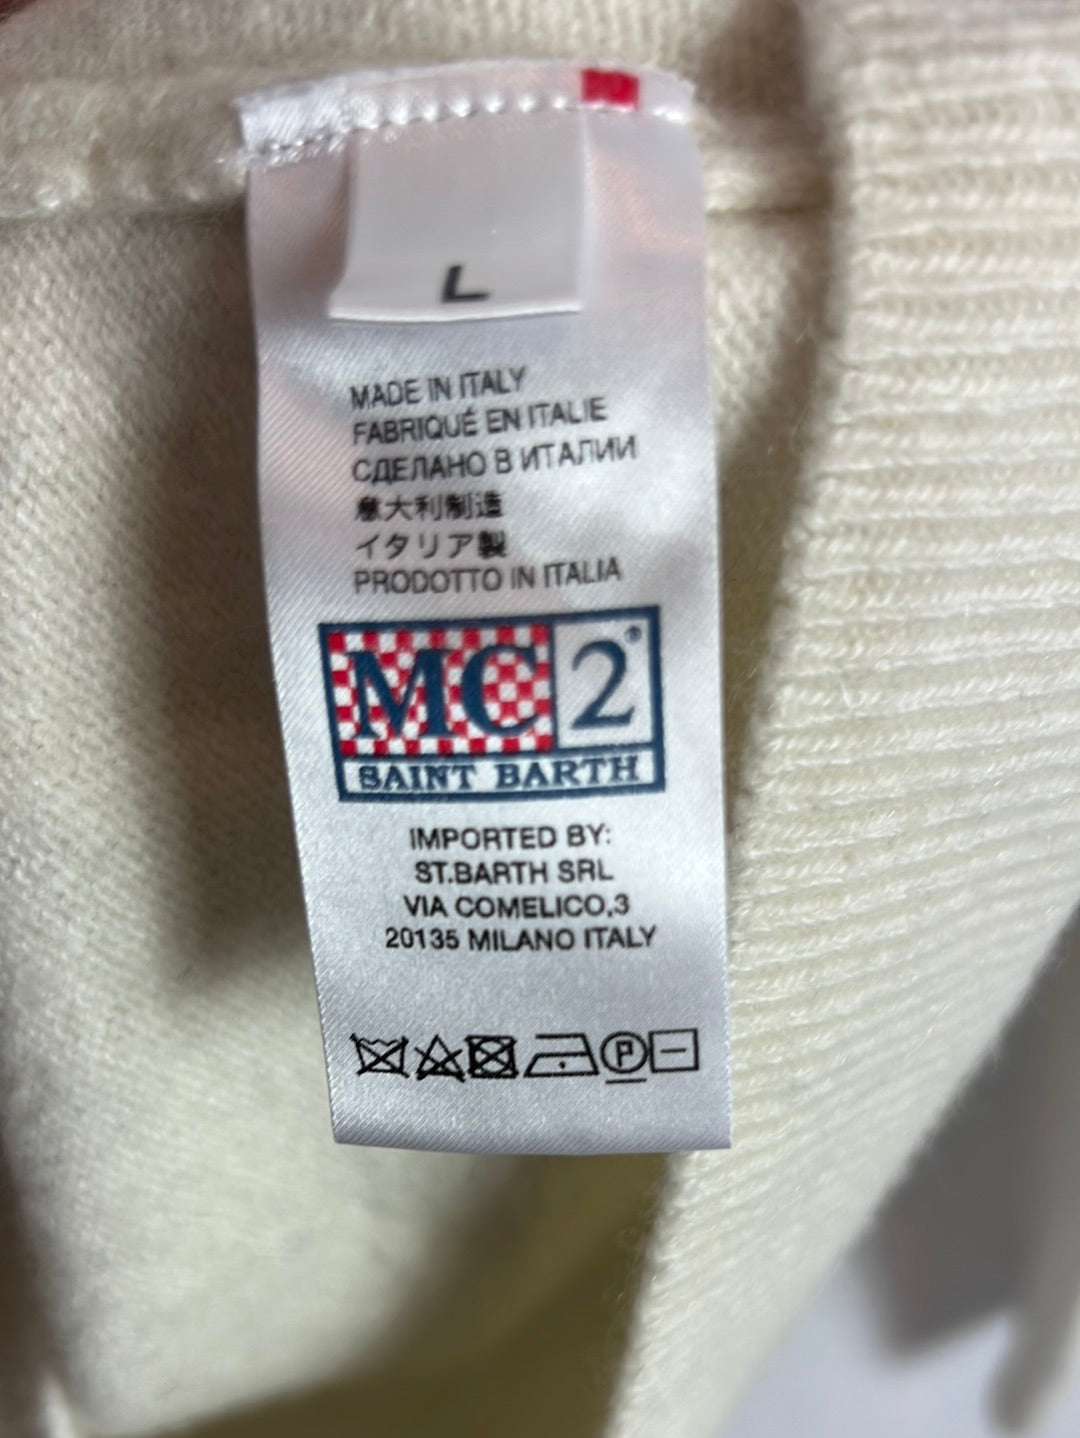 L
MADE IN ITALY
FABRIQUÉ EN ITALIE
СДЕЛАНО В ИТАЛИИ
意大利制造
イタリア製
PRODOTTO IN ITALIA
MC2®
SAINT BARTH
IMPORTED BY:
ST.BARTH SRL
VIA COMELICO,3
20135 MILANO ITALY
P